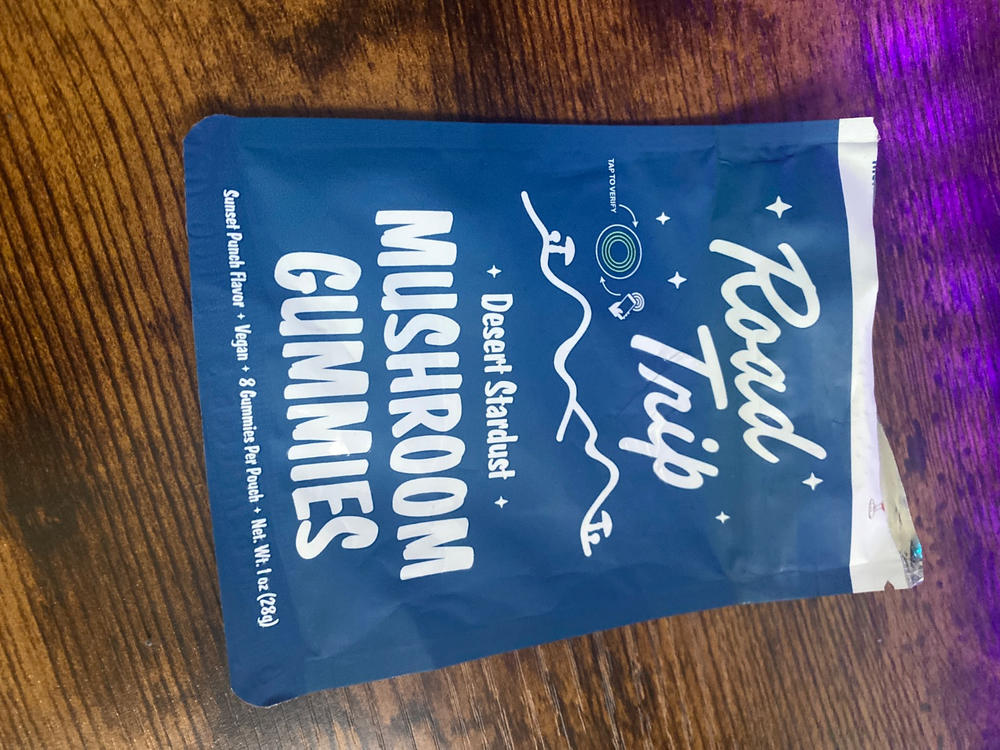 Road
Trip
TAP TO VERIFY
Desert Stardust
MUSHROOM
GUMMIES
Sunset Punch Flavor + Vegan + 8 Gummies Per Pouch + Net. Wt. 1 oz (28g)